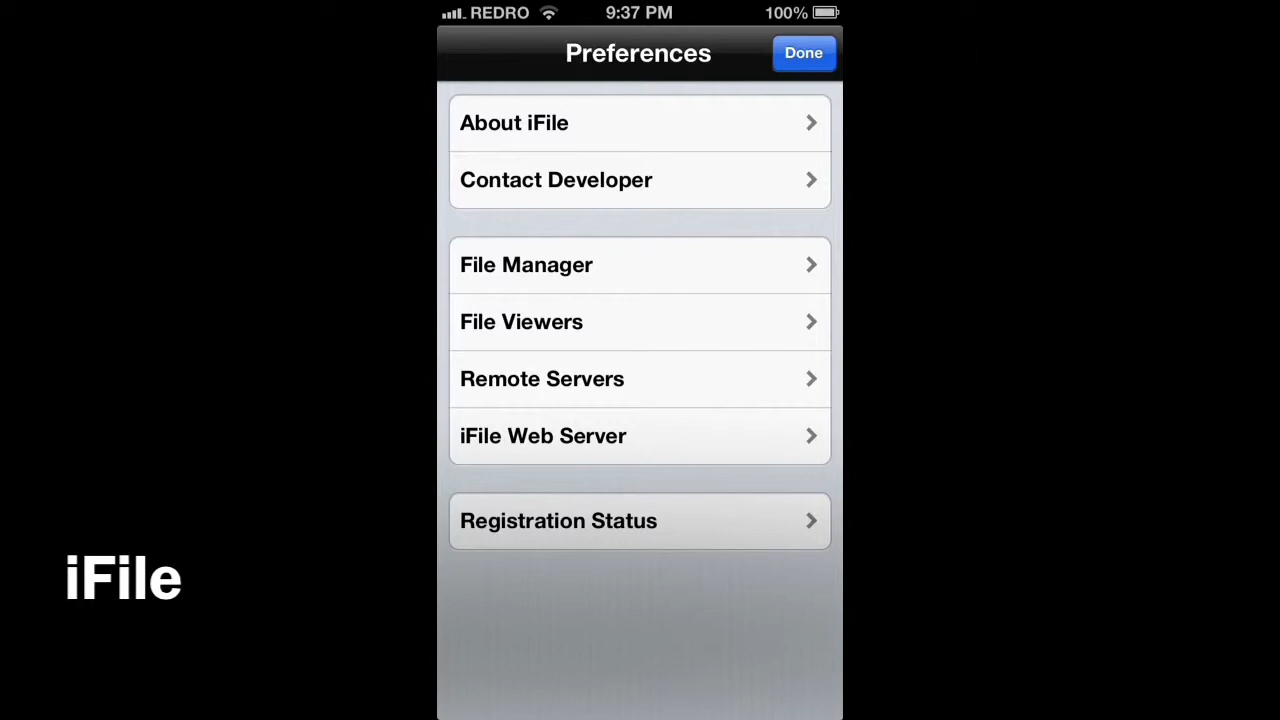 REDRO
9:37 PM
100%
Preferences
Done
About iFile
Contact Developer
File Manager
File Viewers
Remote Servers
iFile Web Server
Registration Status
iFile